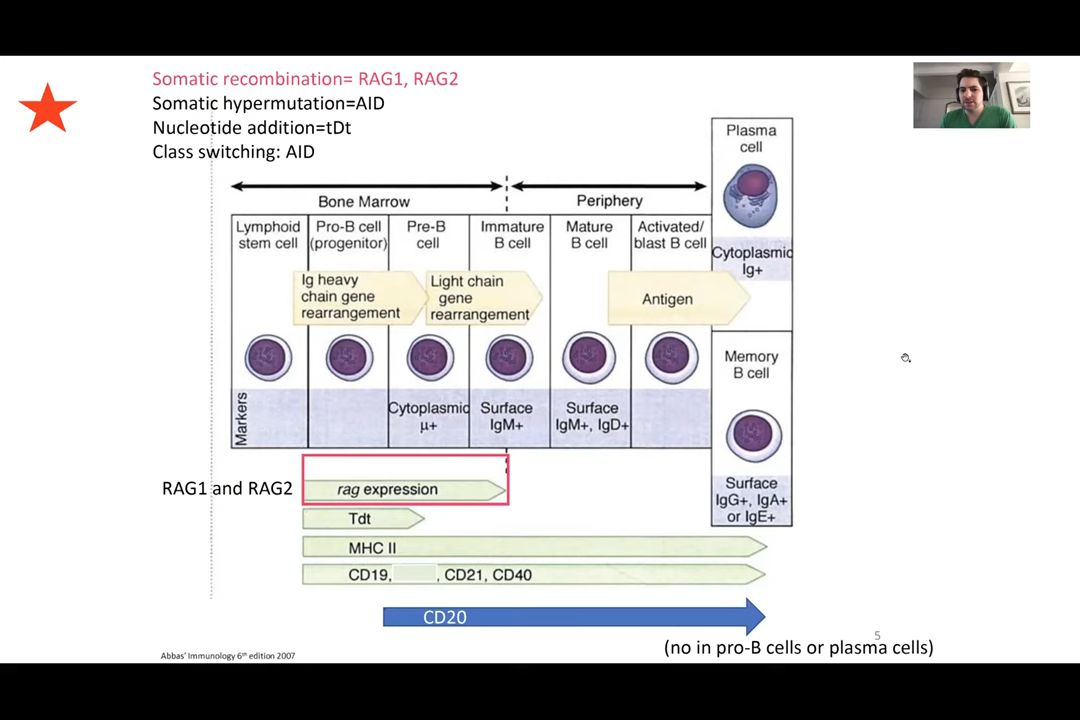 Somatic recombination= RAG1, RAG2
Somatic hypermutation=AID
Nucleotide addition=tDt
Class switching: AID
Bone Marrow
Periphery
Plasma
cell
Lymphoid
stem cell
Pro-B cell
(progenitor)
Pre-B
cell
Immature
B cell
Mature
B cell
Activated/
blast B cell
Cytoplasmic
Ig+
Ig heavy
chain gene
rearrangement
Light chain
gene
rearrangement
Antigen
Memory
B cell
Markers
Cytoplasmic
μ+
Surface
IgM+
Surface
IgM+, IgD+
Surface
IgG+, IgA+
or IgE+
RAG1 and RAG2
rag expression
Tdt
MHC II
CD19, , CD21, CD40
CD20
5
(no in pro-B cells or plasma cells)
Abbas' Immunology 6th edition 2007